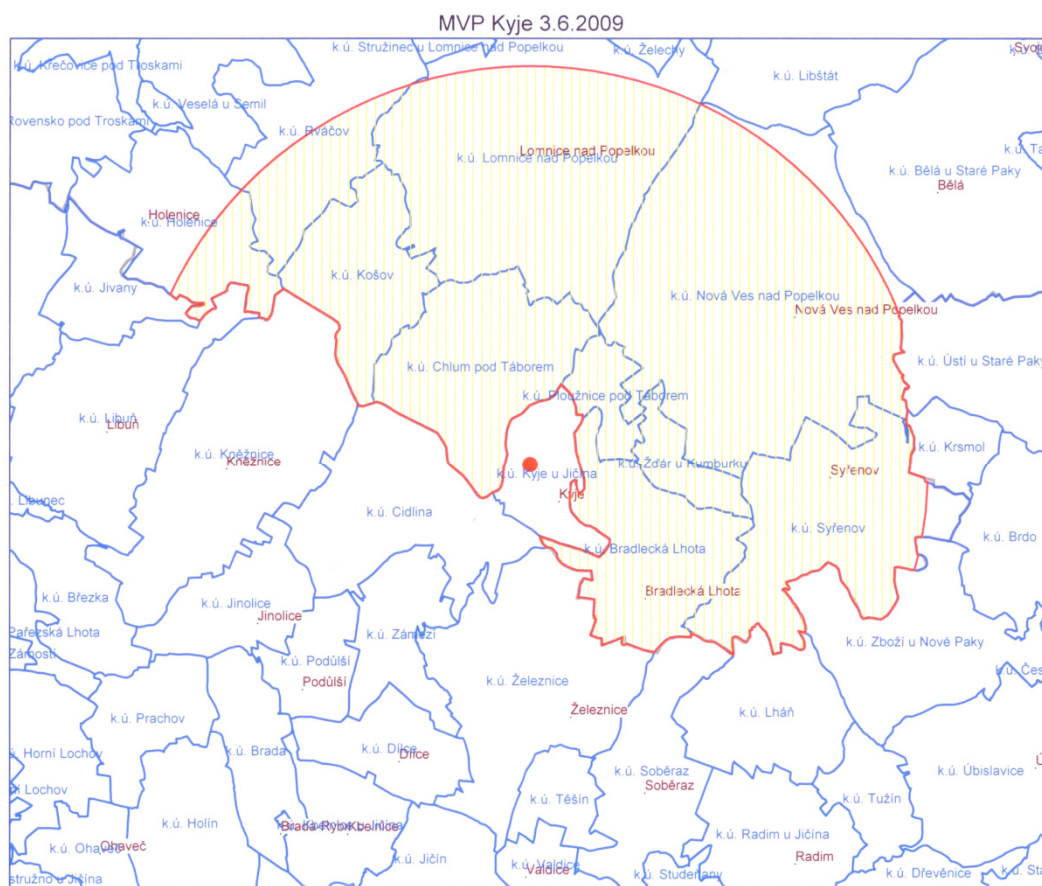 MVP Kyje 3.6.2009
k.ú. Stružinec u Lomnice nad Popelkou
k.ú. Želechy
k.ú. Křečovice pod Troskami
k.ú. Libštát
k.ú. Veselá u Semil
Rovensko pod Troskami
k.ú. Rváčov
Lomnice nad Popelkou
k.ú. Lomnice nad Popelkou
k.ú. Bělá u Staré Paky
Bělá
Holenice
k.ú. Holenice
k.ú. Košov
k.ú. Jivany
k.ú. Nová Ves nad Popelkou
Nová Ves nad Popelkou
k.ú. Ústí u Staré Paky
k.ú. Chlum pod Táborem
k.ú. Ploužnice pod Táborem
k.ú. Libuň
Libuň
k.ú. Kněžnice
Kněžnice
k.ú. Krsmol
k.ú. Žďár u Kumburku
k.ú. Kyje u Jičína
Kyje
Syřenov
k.ú. Syřenov
k.ú. Cidlina
k.ú. Brdo
k.ú. Bradlecká Lhota
Bradlecká Lhota
k.ú. Březka
k.ú. Jinolice
Jinolice
k.ú. Zámezí
Pařezská Lhota
k.ú. Zboží u Nové Paky
k.ú. Podůlší
Podůlší
k.ú. Železnice
Železnice
k.ú. Prachov
k.ú. Lháň
k.ú. Horní Lochov
k.ú. Brada
k.ú. Dílce
Dílce
k.ú. Soběraz
Soběraz
k.ú. Úbislavice
k.ú. Těšín
k.ú. Tužín
k.ú. Holín
Brada-Rybníček
Kbelnice
k.ú. Radim u Jičína
Radim
k.ú. Ohaveč
Ohaveč
k.ú. Jičín
k.ú. Valdice
Valdice
k.ú. Studeňany
k.ú. Dřevěnice